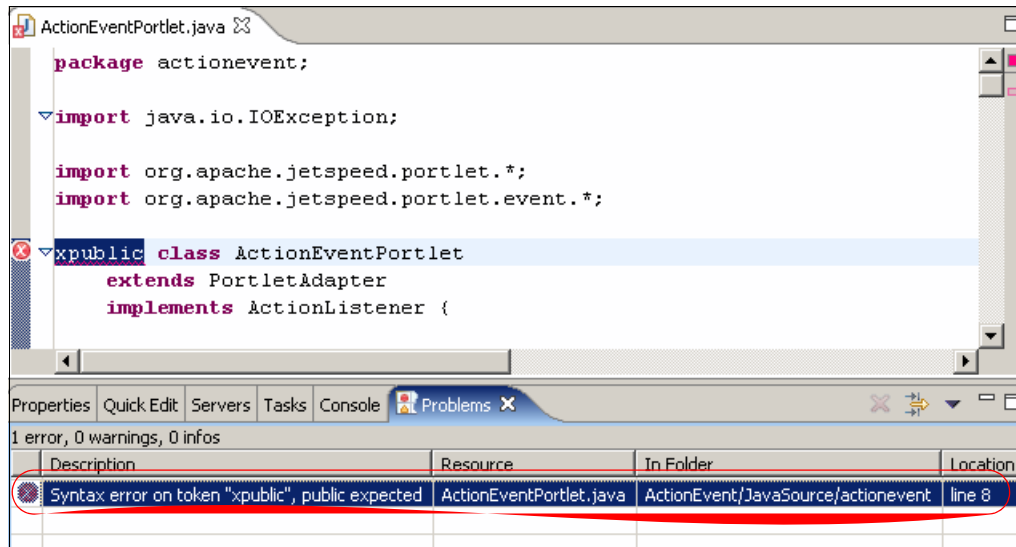 ActionEventPortlet.java
package actionevent;
import java.io.IOException;
import org.apache.jetspeed.portlet.*;
import org.apache.jetspeed.portlet.event.*;
xpublic class ActionEventPortlet
extends PortletAdapter
implements ActionListener {
Properties Quick Edit Servers Tasks Console Problems
1 error, 0 warnings, 0 infos
Description Resource In Folder Location
Syntax error on token "xpublic", public expected ActionEventPortlet.java ActionEvent/JavaSource/actionevent line 8